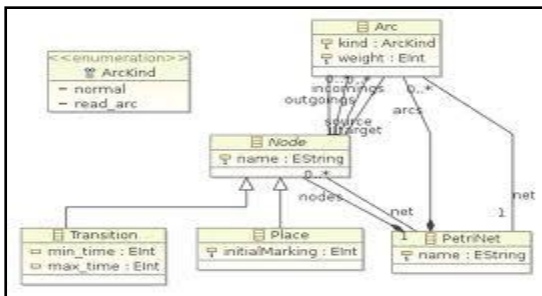 Arc
kind : ArcKind
weight : EInt
<<enumeration>>
ArcKind
normal
read_arc
0..* 0..*
incomings
outgoings
0..*
arcs
source
target
Node
name : EString
0..*
nodes
net
net
1
Transition
min_time : EInt
max_time : EInt
Place
initialMarking : EInt
1
PetriNet
name : EString